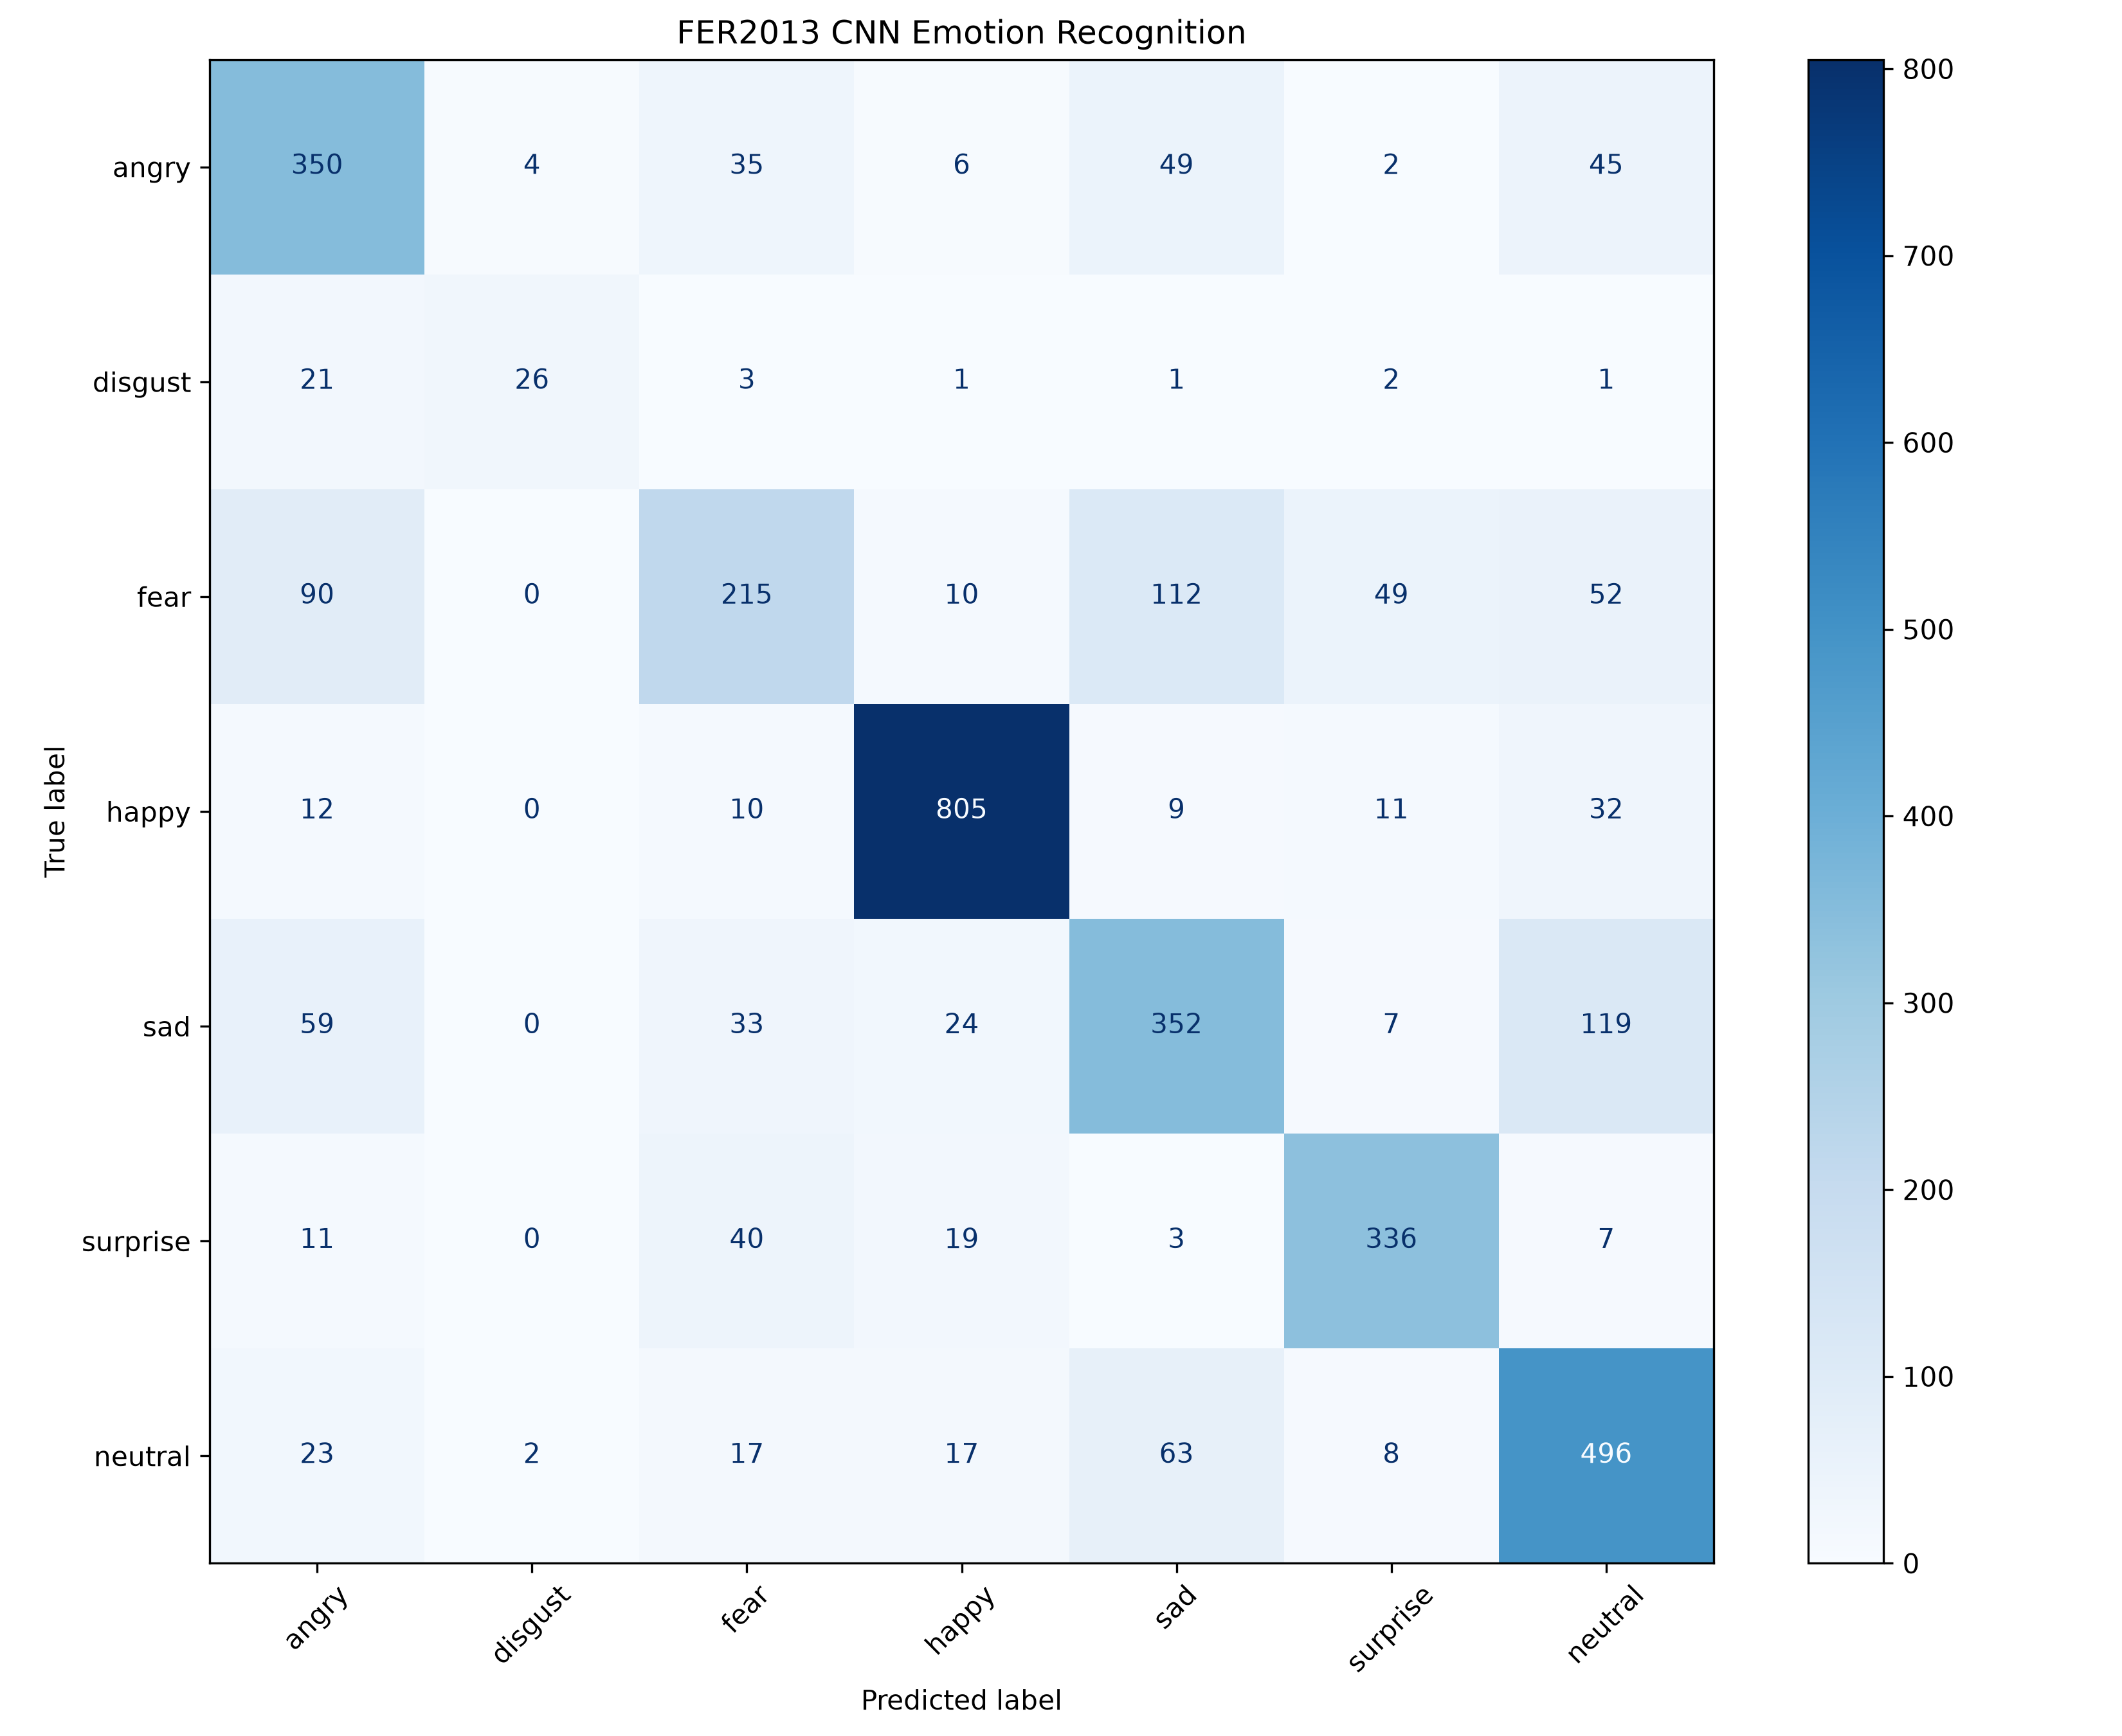 FER2013 CNN Emotion Recognition
angry 350 4 35 6 49 2 45
disgust 21 26 3 1 1 2 1
fear 90 0 215 10 112 49 52
happy 12 0 10 805 9 11 32
sad 59 0 33 24 352 7 119
surprise 11 0 40 19 3 336 7
neutral 23 2 17 17 63 8 496
angry disgust fear happy sad surprise neutral
Predicted label
True label
800
700
600
500
400
300
200
100
0